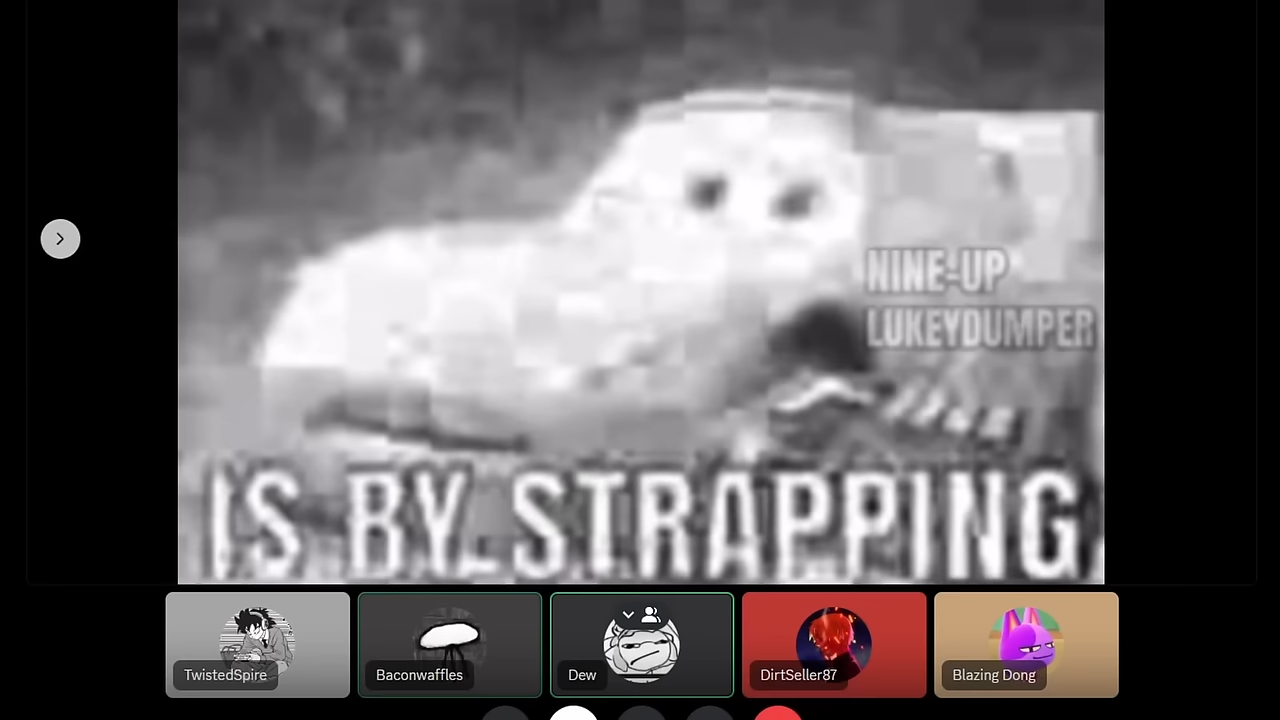 NINE-UP
LUKEYDUMPER
IS BY STRAPPING
TwistedSpire
Baconwaffles
Dew
DirtSeller87
Blazing Dong